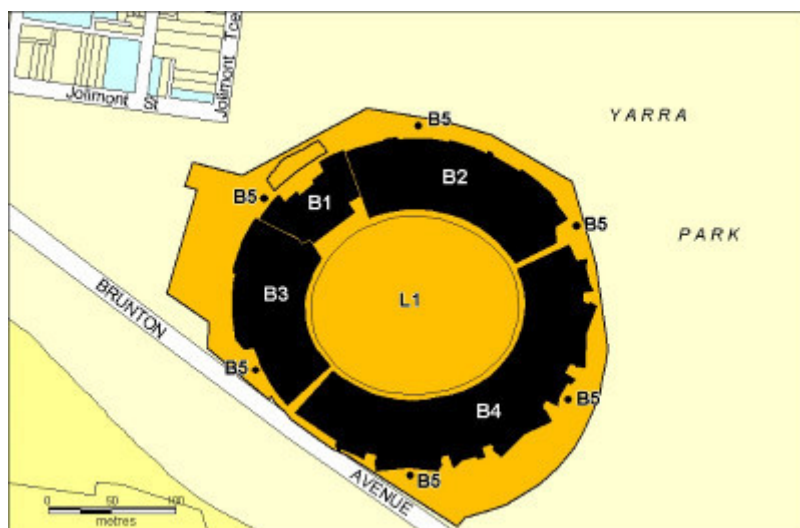 Jolimont St
Jolimont Tce
YARRA
PARK
B5
B2
B5
B1
B5
B3
L1
BRUNTON
B5
B4
B5
AVENUE
B5
0 50 100
metres